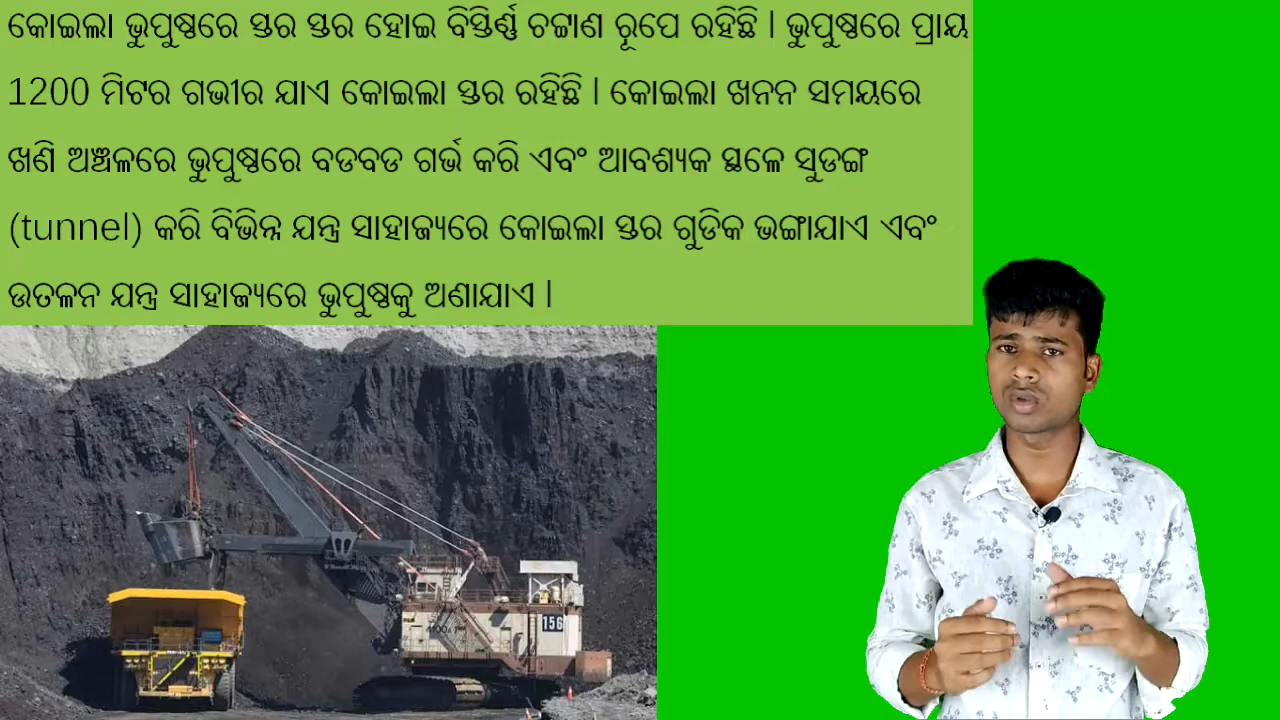 କୋଇଲା ଭୁପୃଷ୍ଠରେ ସ୍ତର ସ୍ତର ହୋଇ ବିସ୍ତିର୍ଣ୍ଣ ଚଟ୍ଟାଣ ରୂପେ ରହିଛି । ଭୁପୃଷ୍ଠରେ ପ୍ରାୟ
1200 ମିଟର ଗଭୀର ଯାଏ କୋଇଲା ସ୍ତର ରହିଛି । କୋଇଲା ଖନନ ସମୟରେ
ଖଣି ଅଞ୍ଚଳରେ ଭୁପୃଷ୍ଠରେ ବଡବଡ ଗର୍ଭ କରି ଏବଂ ଆବଶ୍ୟକ ସ୍ଥଳେ ସୁଡଙ୍ଗ
(tunnel) କରି ବିଭିନ୍ନ ଯନ୍ତ୍ର ସାହାଜ୍ୟରେ କୋଇଲା ସ୍ତର ଗୁଡିକ ଭଙ୍ଗାଯାଏ ଏବଂ
ଉତଳନ ଯନ୍ତ୍ର ସାହାଜ୍ୟରେ ଭୁପୃଷ୍ଠକୁ ଅଣାଯାଏ ।
156